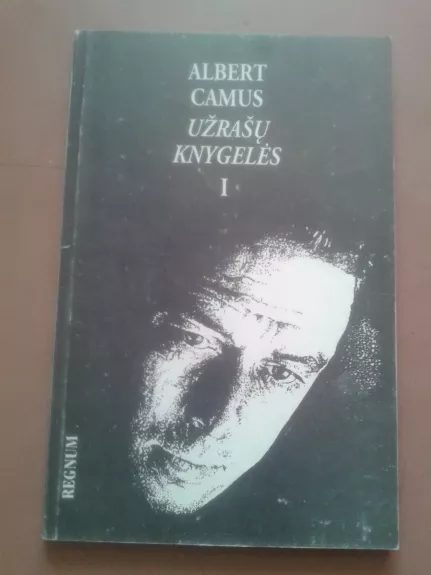 ALBERT
CAMUS
UŽRAŠŲ
KNYGELĖS
I
REGNUM